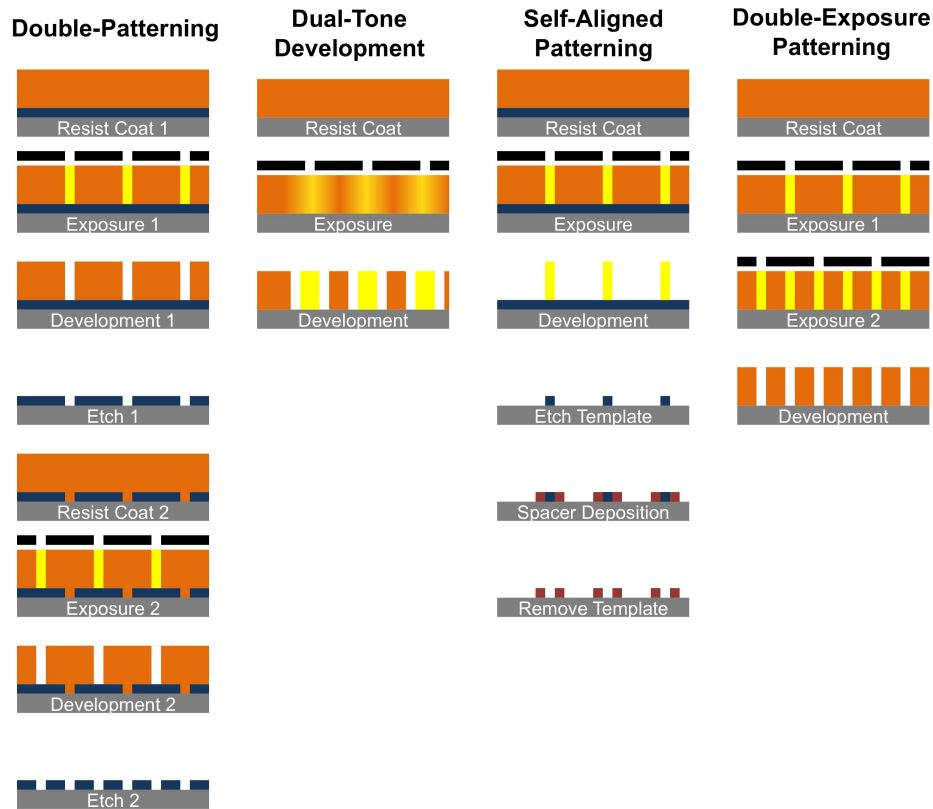 Double-Patterning
Resist Coat 1
Exposure 1
Development 1
Etch 1
Resist Coat 2
Exposure 2
Development 2
Etch 2
Dual-Tone
Development
Resist Coat
Exposure
Development
Self-Aligned
Patterning
Resist Coat
Exposure
Development
Etch Template
Spacer Deposition
Remove Template
Double-Exposure
Patterning
Resist Coat
Exposure 1
Exposure 2
Development